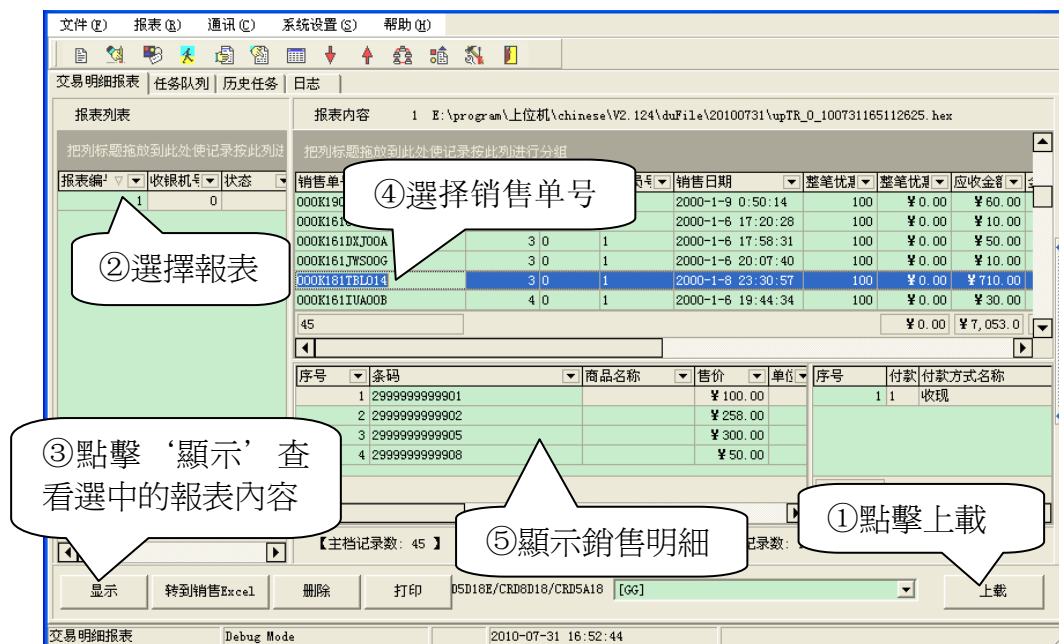 文件(F) 报表(R) 通讯(C) 系统设置(S) 帮助(H)
交易明细报表 任务队列 历史任务 日志
报表列表
报表内容 1 E:\program\上位机\chinese\V2.124\duFile\20100731\upTR_0_100731165112625.hex
把列标题拖放到此处使记录按此列进
把列标题拖放到此处使记录按此列进行分组
报表编 收银机号 状态
1 0
销售单 员号 销售日期 整笔优惠 整笔优惠 应收金额
000K190 2000-1-9 0:50:14 100 ¥0.00 ¥60.00
000K161 2000-1-6 17:20:28 100 ¥0.00 ¥10.00
000K161DXJ00A 3 0 1 2000-1-6 17:58:31 100 ¥0.00 ¥50.00
000K161JWS00G 3 0 1 2000-1-6 20:07:40 100 ¥0.00 ¥10.00
000K181TBL014 3 0 1 2000-1-8 23:30:57 100 ¥0.00 ¥710.00
000K161IUA00B 4 0 1 2000-1-6 19:44:34 100 ¥0.00 ¥30.00
45 ¥0.00 ¥7,053.0
序号 条码 商品名称 售价 单位
1 2999999999901 ¥100.00
2 2999999999902 ¥258.00
3 2999999999905 ¥300.00
4 2999999999908 ¥50.00
序号 付款 付款方式名称
1 1 收现
④選择销售单号
②選擇報表
③點擊‘顯示’查
看選中的報表內容
⑤顯示銷售明細
①點擊上載
【主档记录数: 45 】
记录数:
显示 转到销售Excel 删除 打印 D5D18E/CRD8D18/CRD5A18 [GG] 上载
交易明细报表 Debug Mode 2010-07-31 16:52:44